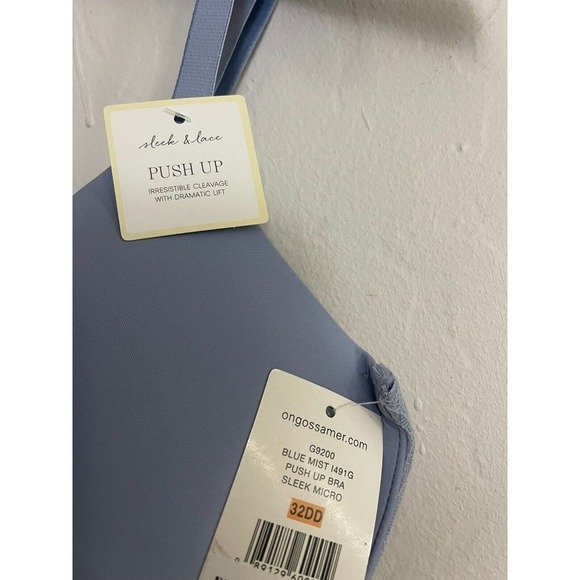 sleek & lace
PUSH UP
IRRESISTIBLE CLEAVAGE
WITH DRAMATIC LIFT
ongossamer.com
G9200
BLUE MIST I491G
PUSH UP BRA
SLEEK MICRO
32DD